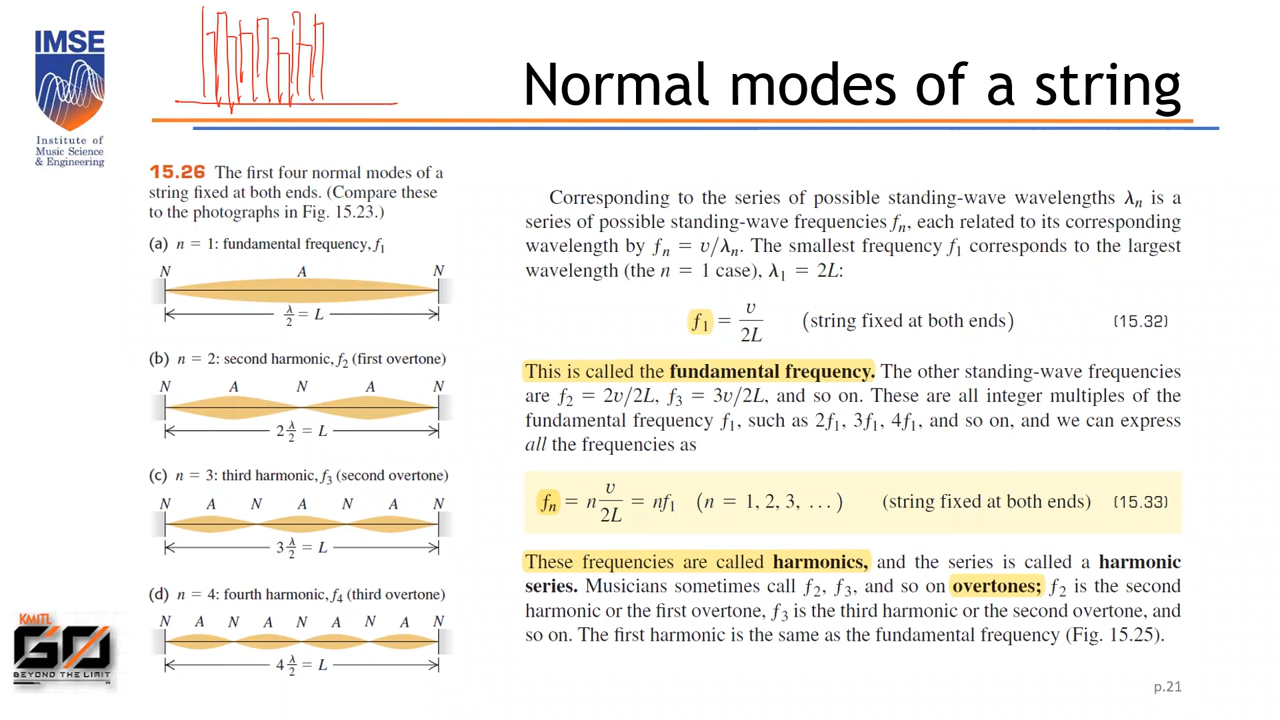 IMSE
Institute of
Music Science
& Engineering
Normal modes of a string
15.26 The first four normal modes of a
string fixed at both ends. (Compare these
to the photographs in Fig. 15.23.)
(a) n = 1: fundamental frequency, f₁
N A N
λ/2 = L
(b) n = 2: second harmonic, f₂ (first overtone)
N A N A N
2 λ/2 = L
(c) n = 3: third harmonic, f₃ (second overtone)
N A N A N A N
3 λ/2 = L
(d) n = 4: fourth harmonic, f₄ (third overtone)
N A N A N A N A N
4 λ/2 = L
Corresponding to the series of possible standing-wave wavelengths λₙ is a
series of possible standing-wave frequencies fₙ, each related to its corresponding
wavelength by fₙ = v/λₙ. The smallest frequency f₁ corresponds to the largest
wavelength (the n = 1 case), λ₁ = 2L:
f₁ = v/2L (string fixed at both ends) (15.32)
This is called the fundamental frequency. The other standing-wave frequencies
are f₂ = 2v/2L, f₃ = 3v/2L, and so on. These are all integer multiples of the
fundamental frequency f₁, such as 2f₁, 3f₁, 4f₁, and so on, and we can express
all the frequencies as
fₙ = n v/2L = nf₁ (n = 1, 2, 3, ...) (string fixed at both ends) (15.33)
These frequencies are called harmonics, and the series is called a harmonic
series. Musicians sometimes call f₂, f₃, and so on overtones; f₂ is the second
harmonic or the first overtone, f₃ is the third harmonic or the second overtone, and
so on. The first harmonic is the same as the fundamental frequency (Fig. 15.25).
KMITL
GO
BEYOND THE LIMIT
p.21